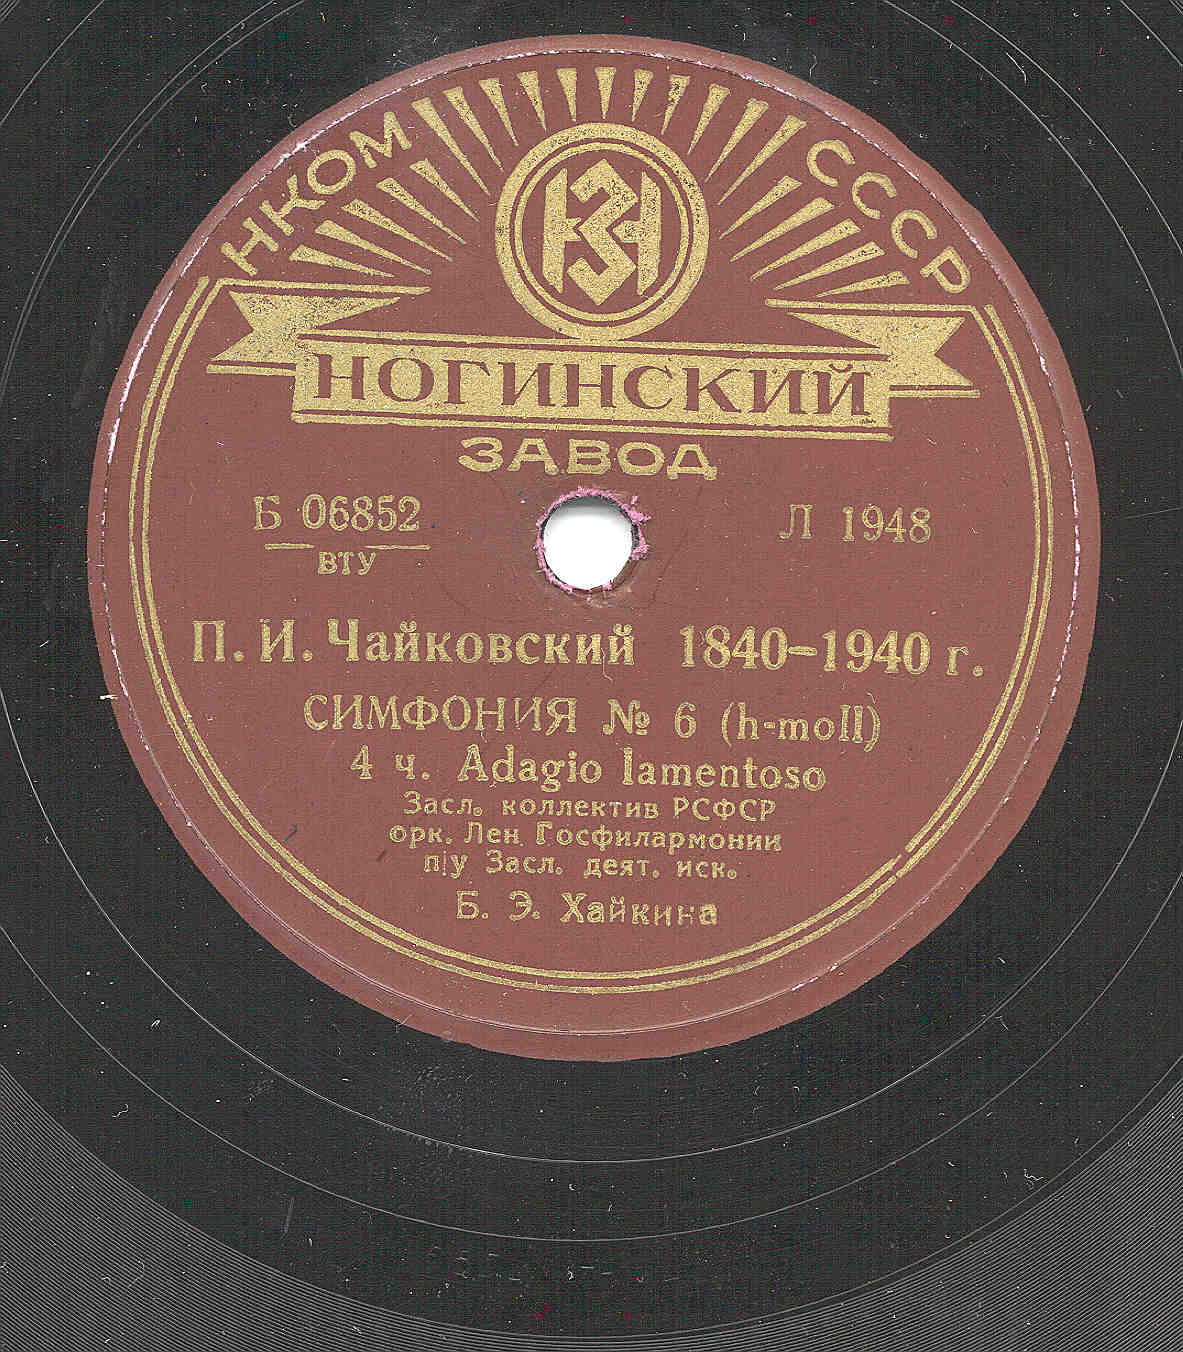 НКОМ СССР
НЗ
НОГИНСКИЙ
ЗАВОД
Б 06852
ВТУ
Л 1948
П. И. Чайковский 1840–1940 г.
СИМФОНИЯ № 6 (h-moll)
4 ч. Adagio lamentoso
Засл. коллектив РСФСР
орк. Лен. Госфилармонии
п/у Засл. деят. иск.
Б. Э. Хайкина